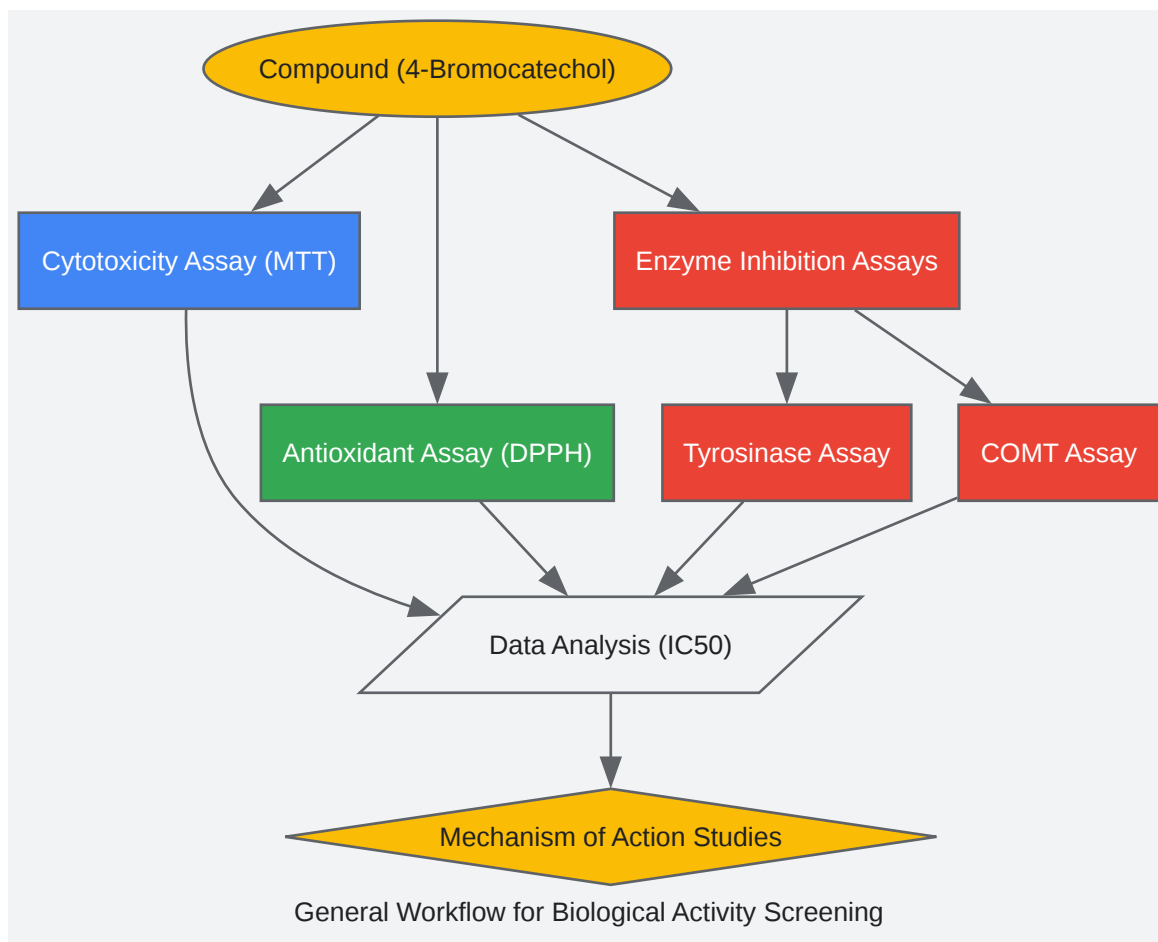 Compound (4-Bromocatechol)
Cytotoxicity Assay (MTT)
Enzyme Inhibition Assays
Antioxidant Assay (DPPH)
Tyrosinase Assay
COMT Assay
Data Analysis (IC50)
Mechanism of Action Studies
General Workflow for Biological Activity Screening